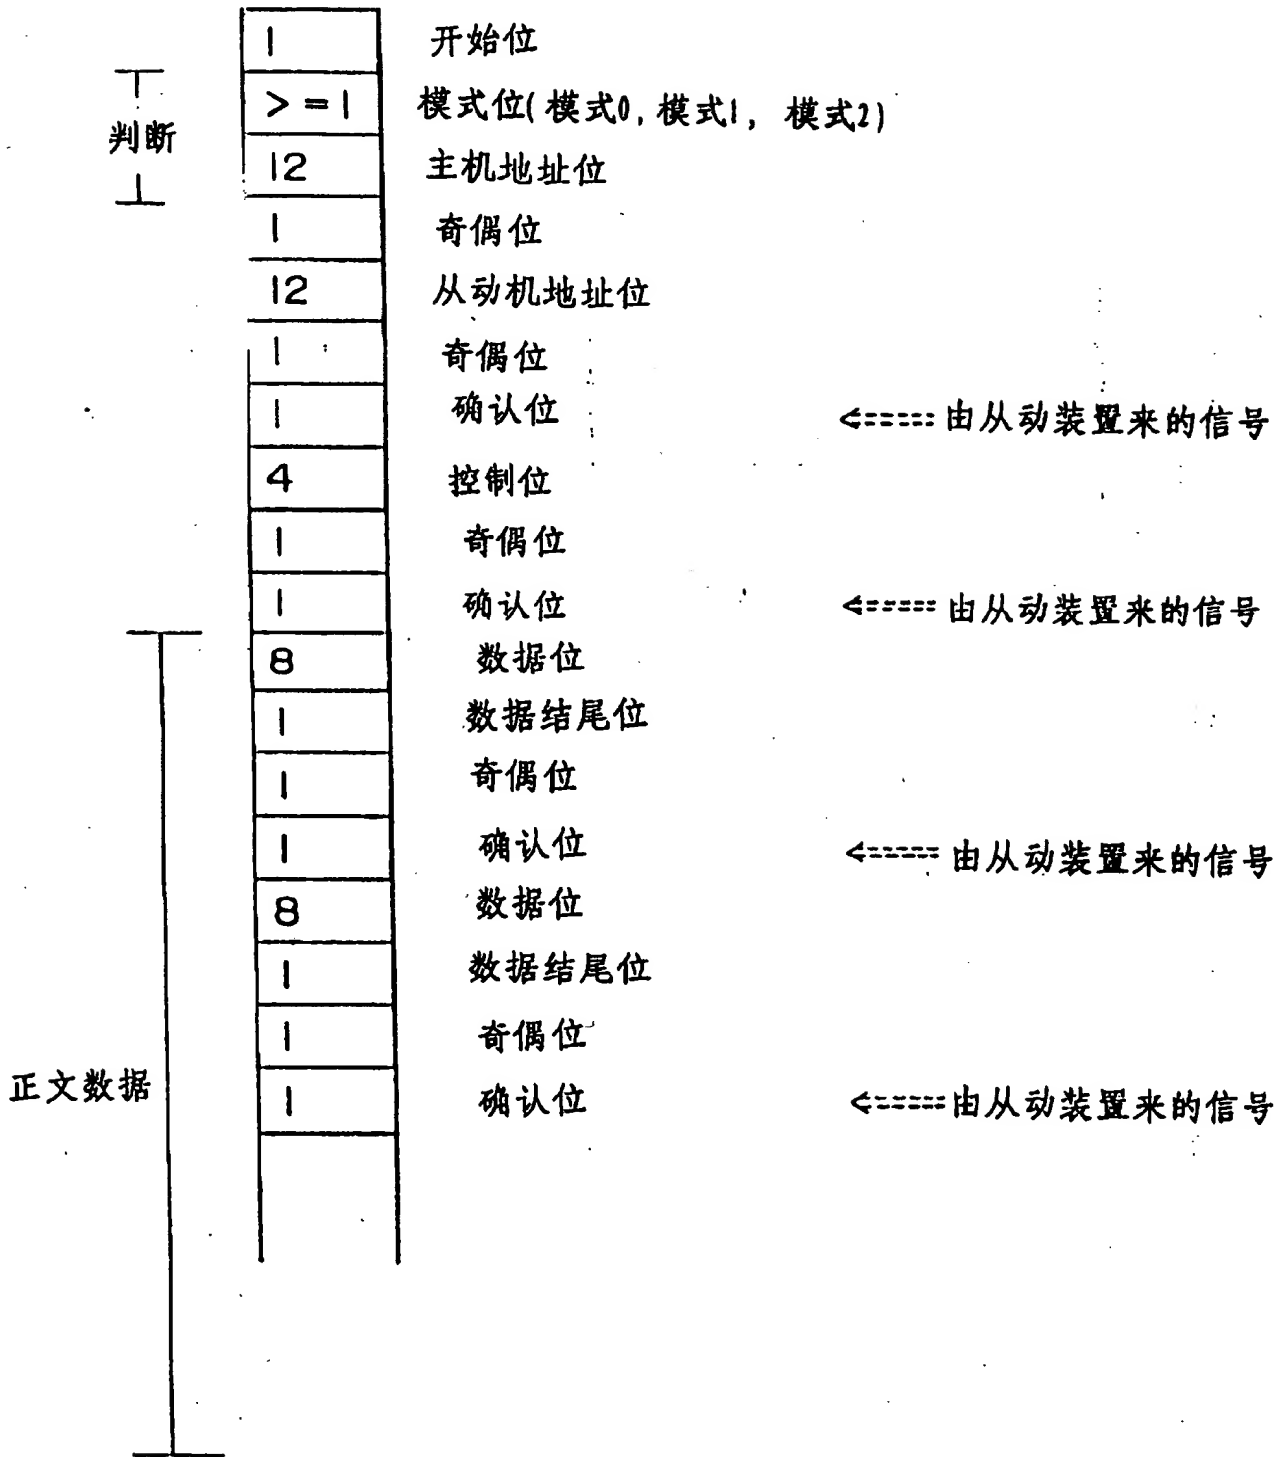 1 开始位
>=1 模式位(模式0,模式1, 模式2)
判断
12 主机地址位
1 奇偶位
12 从动机地址位
1 奇偶位
1 确认位 <===== 由从动装置来的信号
4 控制位
1 奇偶位
1 确认位 <===== 由从动装置来的信号
8 数据位
1 数据结尾位
1 奇偶位
1 确认位 <===== 由从动装置来的信号
8 数据位
1 数据结尾位
1 奇偶位
正文数据
1 确认位 <===== 由从动装置来的信号